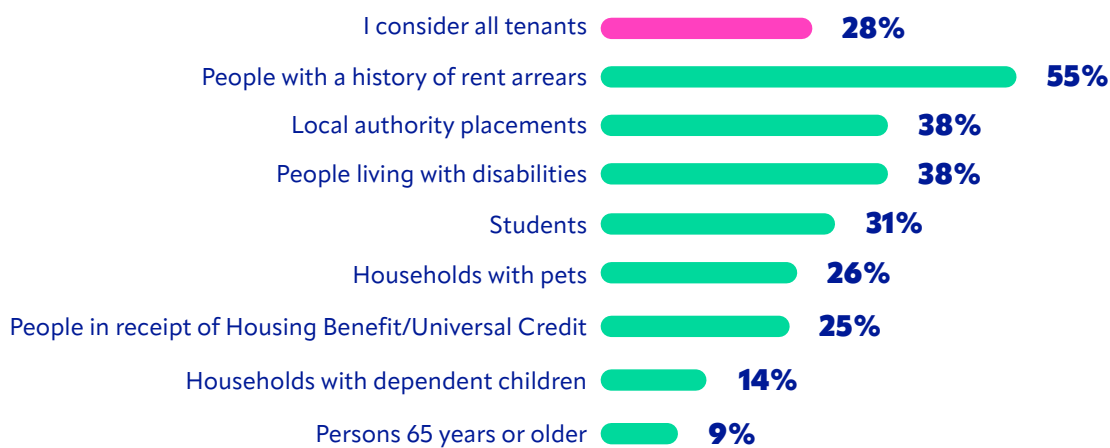 I consider all tenants 28%
People with a history of rent arrears 55%
Local authority placements 38%
People living with disabilities 38%
Students 31%
Households with pets 26%
People in receipt of Housing Benefit/Universal Credit 25%
Households with dependent children 14%
Persons 65 years or older 9%